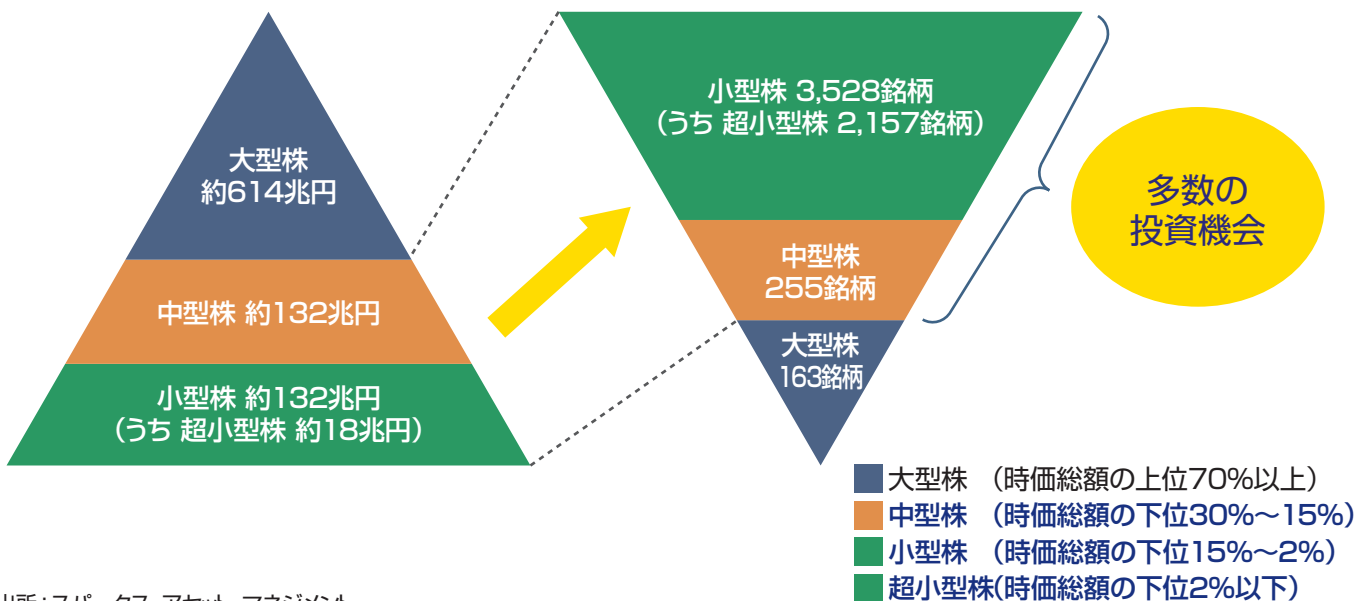 大型株
約614兆円
中型株 約132兆円
小型株 約132兆円
(うち 超小型株 約18兆円)
小型株 3,528銘柄
(うち 超小型株 2,157銘柄)
中型株
255銘柄
大型株
163銘柄
多数の
投資機会
大型株 (時価総額の上位70%以上)
中型株 (時価総額の下位30%～15%)
小型株 (時価総額の下位15%～2%)
超小型株(時価総額の下位2%以下)